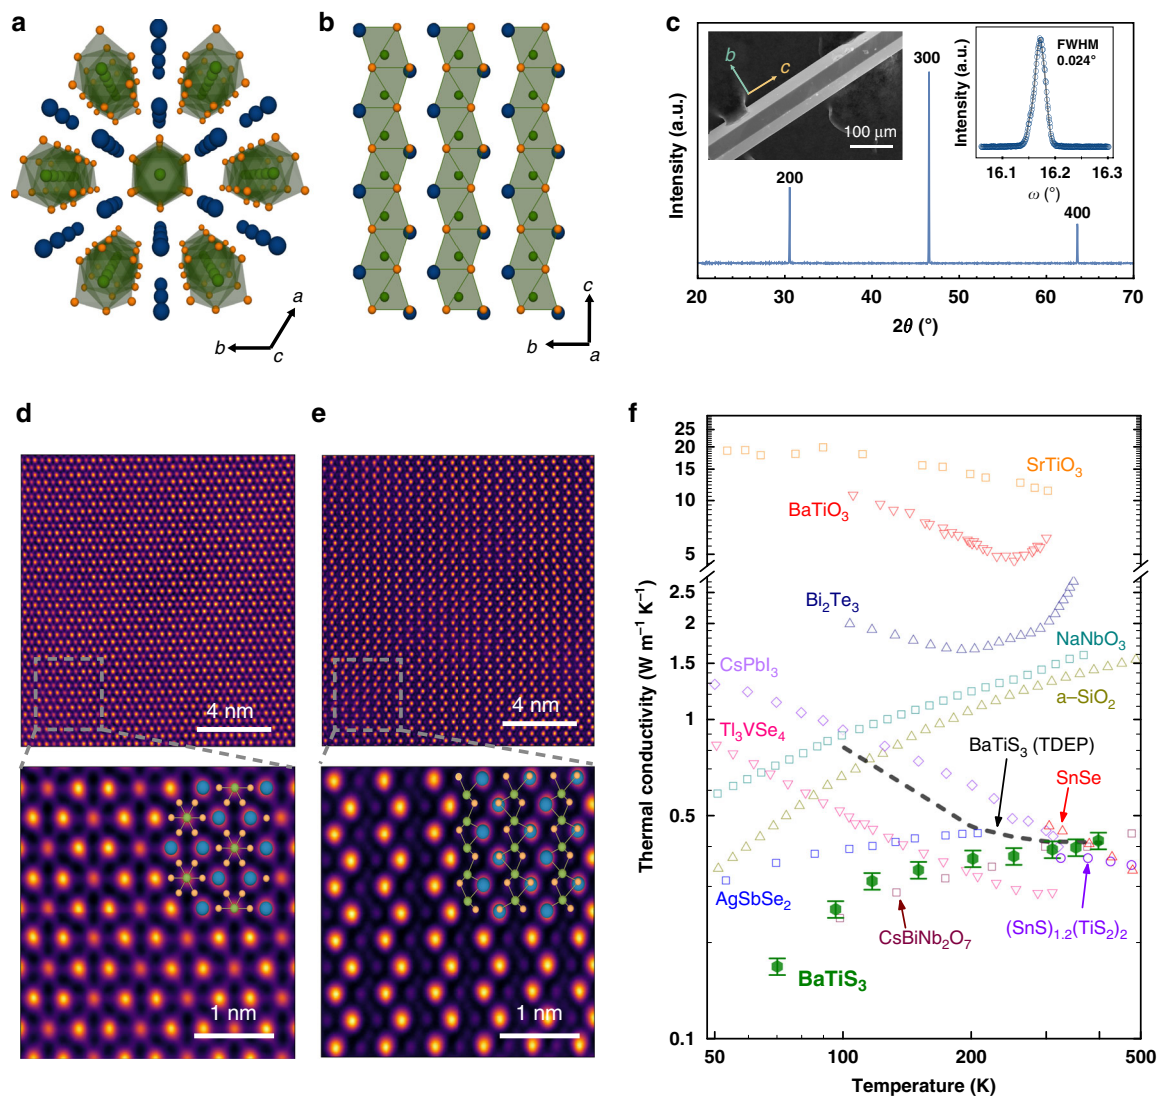 a
b
c
a
b
c
c
b
a
b
c
100 μm
200
300
400
FWHM
0.024°
Intensity (a.u.)
16.1
16.2
16.3
ω (°)
Intensity (a.u.)
20
30
40
50
60
70
2θ (°)
d
e
f
4 nm
4 nm
1 nm
1 nm
Thermal conductivity (W m⁻¹ K⁻¹)
25
20
15
10
5
2.5
2
1.5
1
0.5
0.1
SrTiO₃
BaTiO₃
Bi₂Te₃
NaNbO₃
CsPbI₃
a–SiO₂
Tl₃VSe₄
BaTiS₃ (TDEP)
SnSe
AgSbSe₂
CsBiNb₂O₇
(SnS)₁.₂(TiS₂)₂
BaTiS₃
50
100
200
300
400
500
Temperature (K)